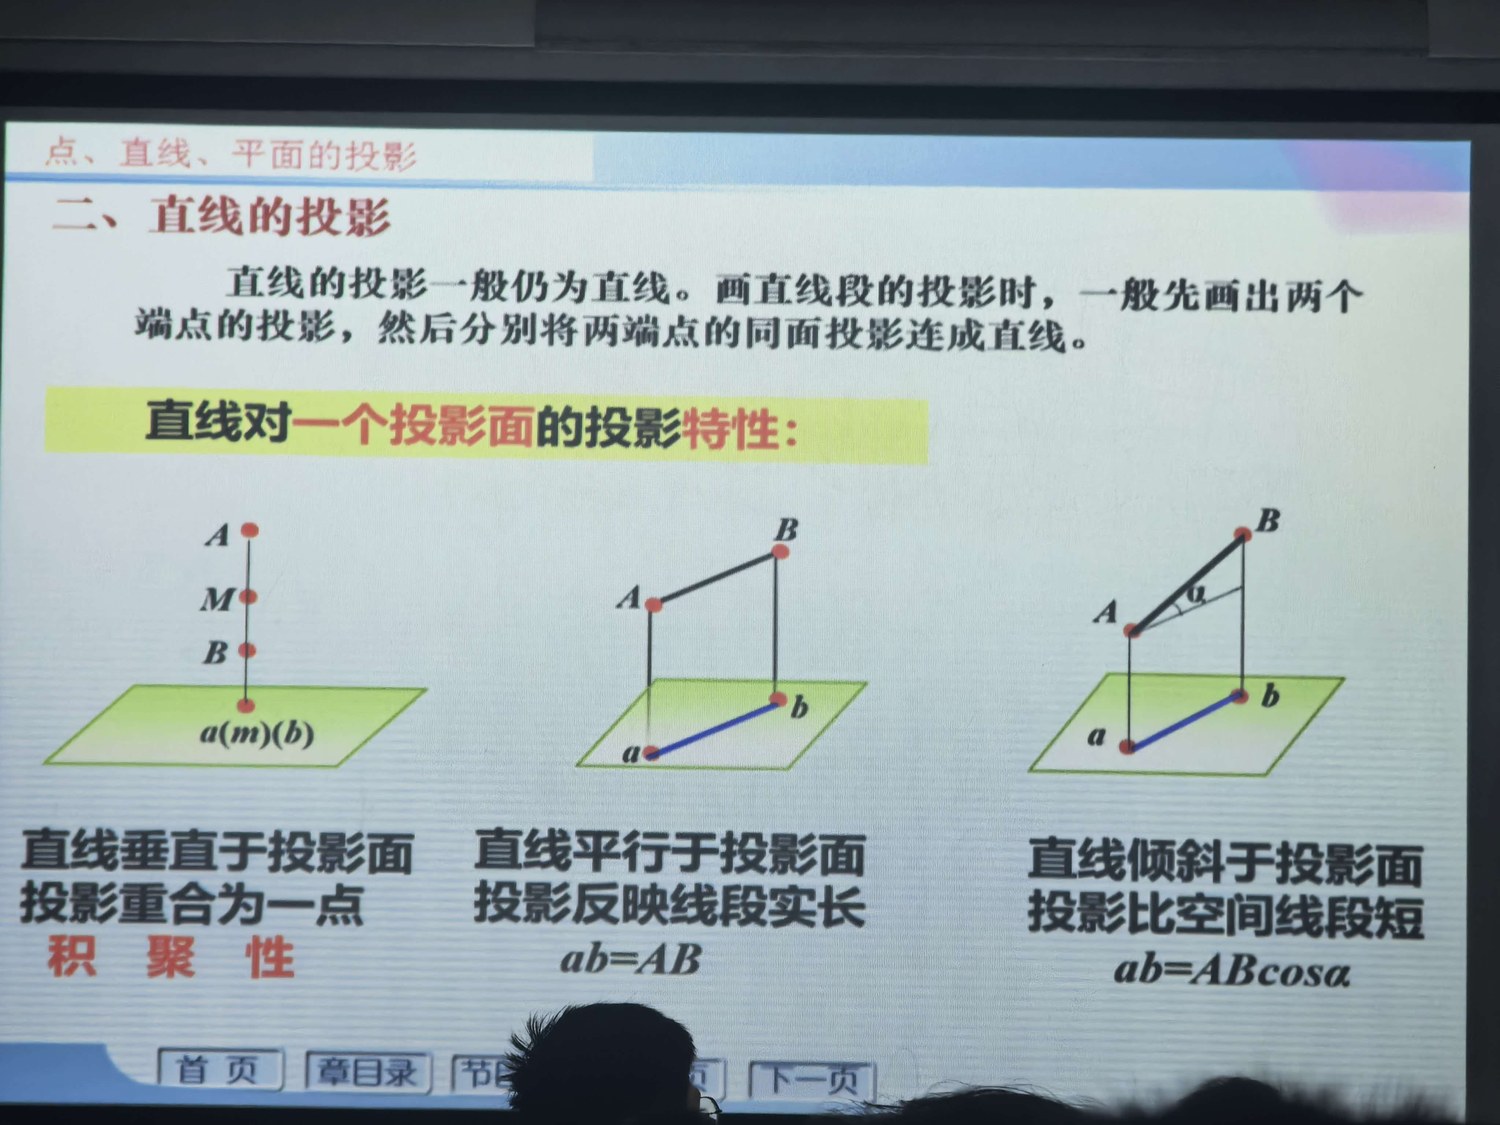 点、直线、平面的投影
二、直线的投影
直线的投影一般仍为直线。画直线段的投影时，一般先画出两个
端点的投影，然后分别将两端点的同面投影连成直线。
直线对一个投影面的投影特性：
A
M
B
a(m)(b)
A
B
a
b
A
B
α
a
b
直线垂直于投影面
投影重合为一点
积 聚 性
直线平行于投影面
投影反映线段实长
ab=AB
直线倾斜于投影面
投影比空间线段短
ab=ABcosα
首 页
章目录
节
页
下一页